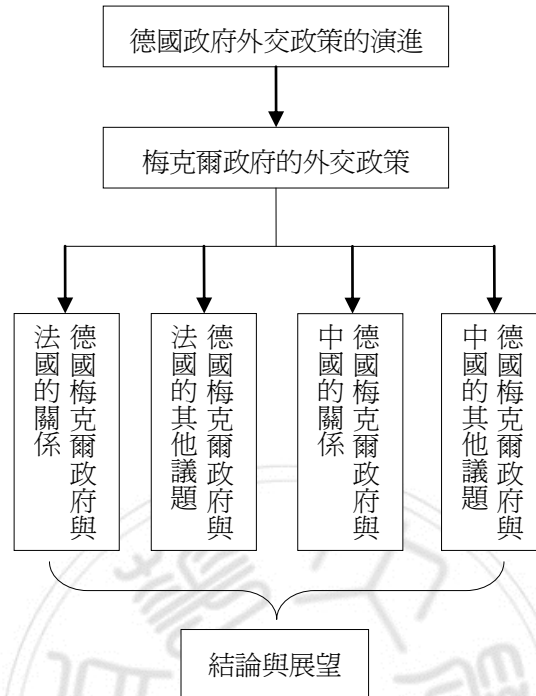 德國政府外交政策的演進
梅克爾政府的外交政策
德國梅克爾政府與
法國的關係
德國梅克爾政府與
法國的其他議題
德國梅克爾政府與
中國的關係
德國梅克爾政府與
中國的其他議題
結論與展望